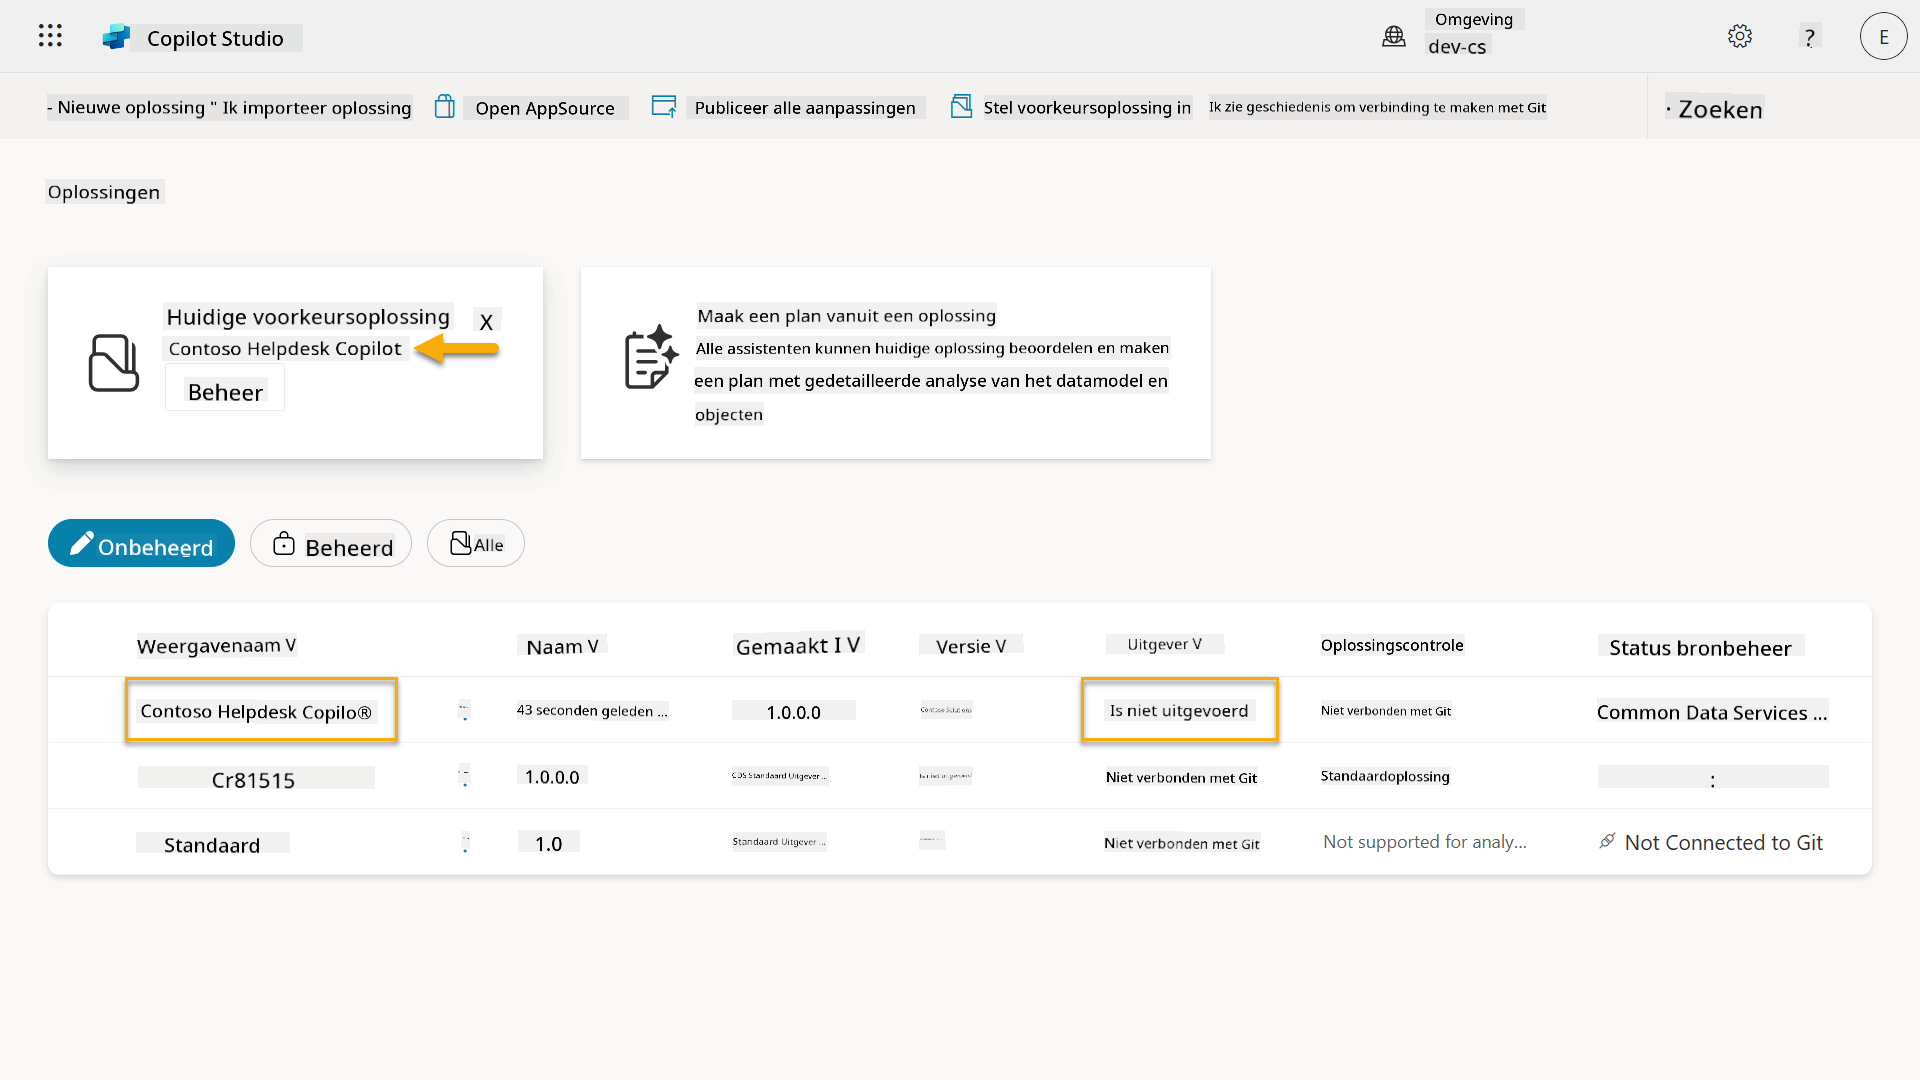 Copilot Studio
Omgeving
dev-cs
?
E
- Nieuwe oplossing " Ik importeer oplossing
Open AppSource
Publiceer alle aanpassingen
Stel voorkeursoplossing in
Ik zie geschiedenis om verbinding te maken met Git
· Zoeken
Oplossingen
Huidige voorkeursoplossing
X
Contoso Helpdesk Copilot
Beheer
Maak een plan vanuit een oplossing
Alle assistenten kunnen huidige oplossing beoordelen en maken
een plan met gedetailleerde analyse van het datamodel en
objecten
Onbeheerd
Beheerd
Alle
Weergavenaam V
Naam V
Gemaakt I V
Versie V
Uitgever V
Oplossingscontrole
Status bronbeheer
Contoso Helpdesk Copilo®
43 seconden geleden ...
1.0.0.0
Contoso Solutions
Is niet uitgevoerd
Niet verbonden met Git
Common Data Services ...
Cr81515
1.0.0.0
CDS Standaard Uitgever ...
Is niet uitgevoerd
Niet verbonden met Git
Standaardoplossing
:
Standaard
1.0
Standaard Uitgever ...
Niet verbonden met Git
Not supported for analy...
Not Connected to Git